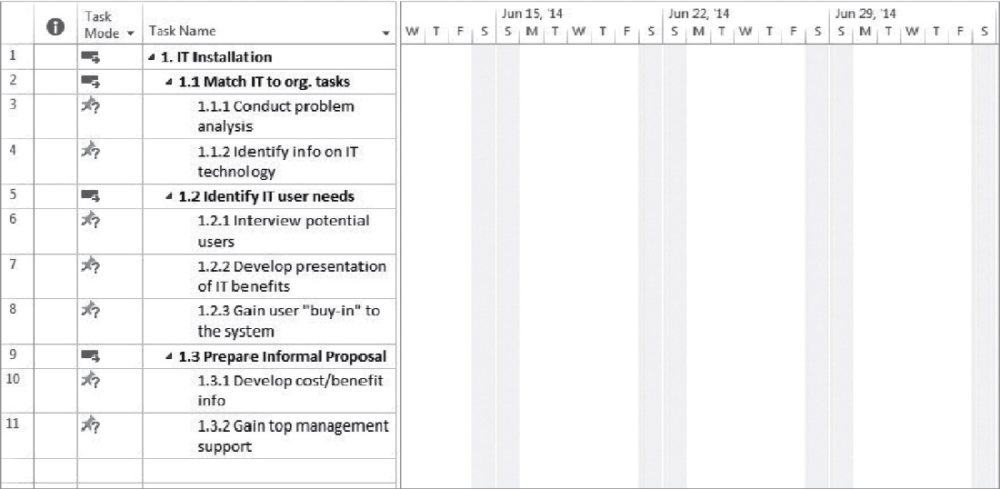 Task Mode Task Name
Jun 15, '14 Jun 22, '14 Jun 29, '14
W T F S S M T W T F S S M T W T F S S M T W T F S
1 1. IT Installation
2 1.1 Match IT to org. tasks
3 1.1.1 Conduct problem
analysis
4 1.1.2 Identify info on IT
technology
5 1.2 Identify IT user needs
6 1.2.1 Interview potential
users
7 1.2.2 Develop presentation
of IT benefits
8 1.2.3 Gain user "buy-in" to
the system
9 1.3 Prepare Informal Proposal
10 1.3.1 Develop cost/benefit
info
11 1.3.2 Gain top management
support